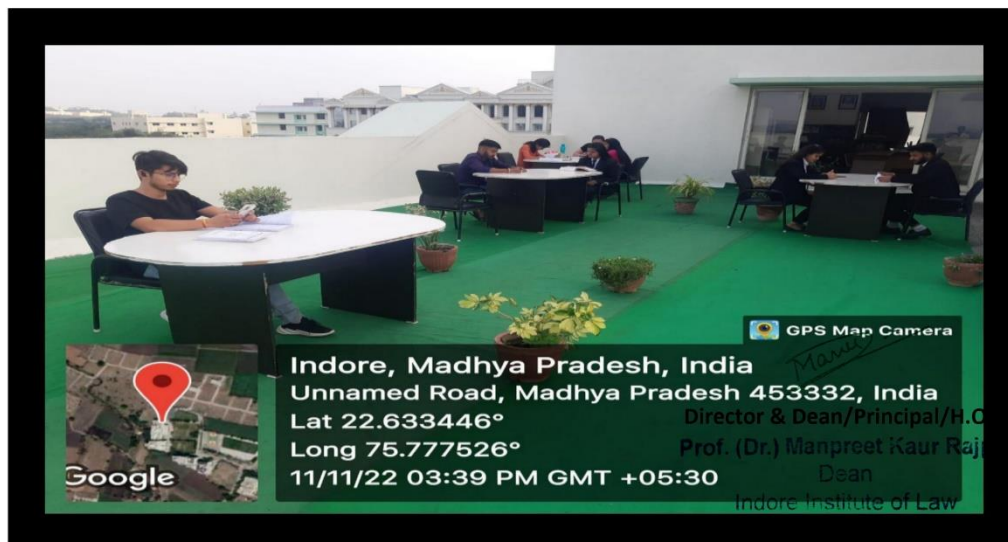 GPS Map Camera
Indore, Madhya Pradesh, India
Unnamed Road, Madhya Pradesh 453332, India
Lat 22.633446°
Long 75.777526°
11/11/22 03:39 PM GMT +05:30
Google
Director & Dean/Principal/H.O
Prof. (Dr.) Manpreet Kaur Raj
Dean
Indore Institute of Law